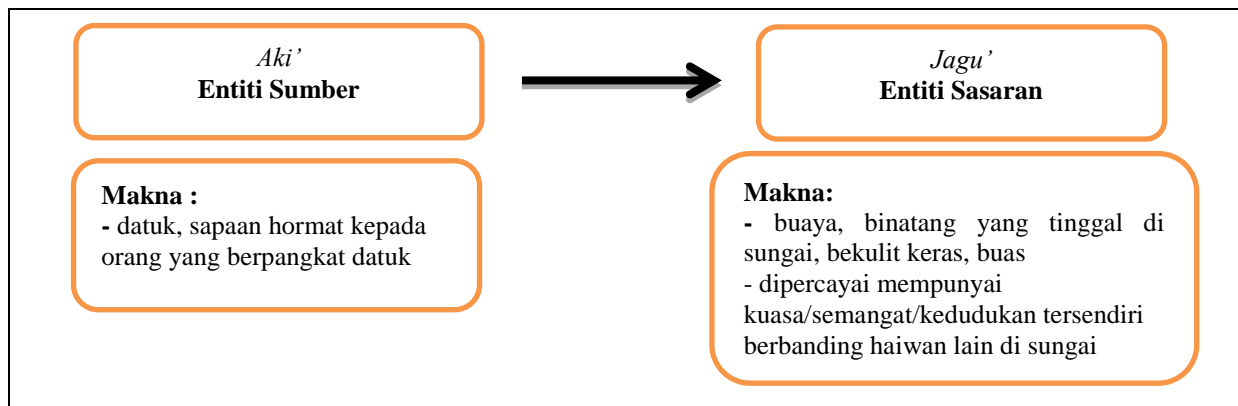 Aki’
Entiti Sumber
Makna :
- datuk, sapaan hormat kepada
orang yang berpangkat datuk
Jagu’
Entiti Sasaran
Makna:
- buaya, binatang yang tinggal di
sungai, bekulit keras, buas
- dipercayai mempunyai
kuasa/semangat/kedudukan tersendiri
berbanding haiwan lain di sungai